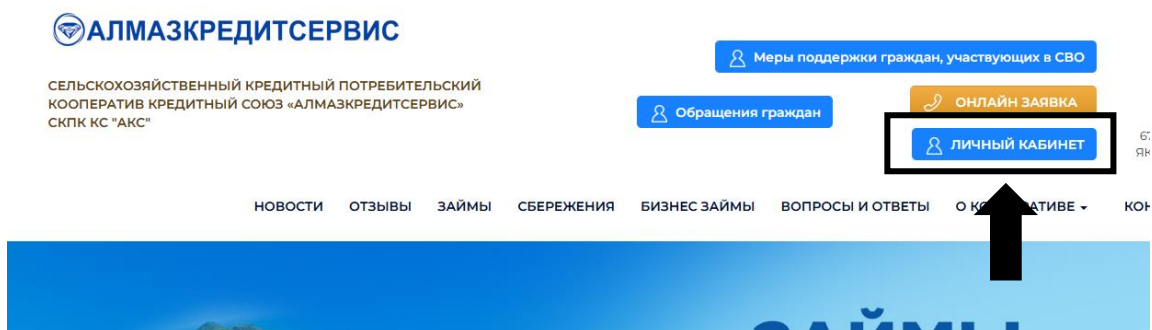 АЛМАЗКРЕДИТСЕРВИС
Меры поддержки граждан, участвующих в СВО
СЕЛЬСКОХОЗЯЙСТВЕННЫЙ КРЕДИТНЫЙ ПОТРЕБИТЕЛЬСКИЙ
КООПЕРАТИВ КРЕДИТНЫЙ СОЮЗ «АЛМАЗКРЕДИТСЕРВИС»
СКПК КС "АКС"
ОНЛАЙН ЗАЯВКА
Обращения граждан
ЛИЧНЫЙ КАБИНЕТ
НОВОСТИ ОТЗЫВЫ ЗАЙМЫ СБЕРЕЖЕНИЯ БИЗНЕС ЗАЙМЫ ВОПРОСЫ И ОТВЕТЫ О
ЗАЙМЫ